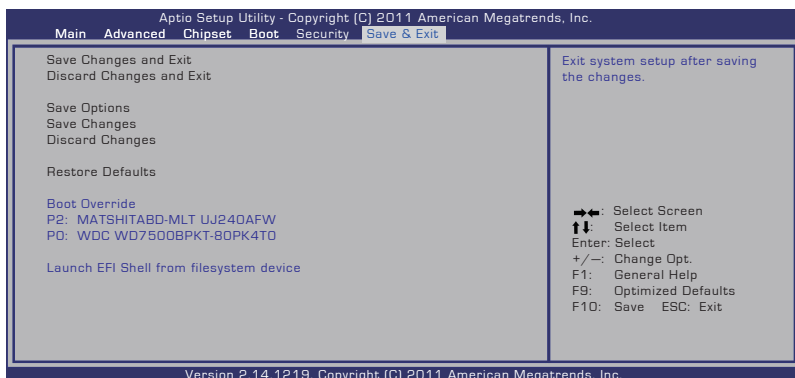 Aptio Setup Utility - Copyright (C) 2011 American Megatrends, Inc.
Main Advanced Chipset Boot Security Save & Exit
Save Changes and Exit
Discard Changes and Exit
Save Options
Save Changes
Discard Changes
Restore Defaults
Boot Override
P2: MATSHITABD-MLT UJ240AFW
P0: WDC WD7500BPKT-80PK4T0
Launch EFI Shell from filesystem device
Exit system setup after saving
the changes.
→←: Select Screen
↑↓: Select Item
Enter: Select
+/—: Change Opt.
F1: General Help
F9: Optimized Defaults
F10: Save ESC: Exit
Version 2.14.1219. Copyright (C) 2011 American Megatrends, Inc.